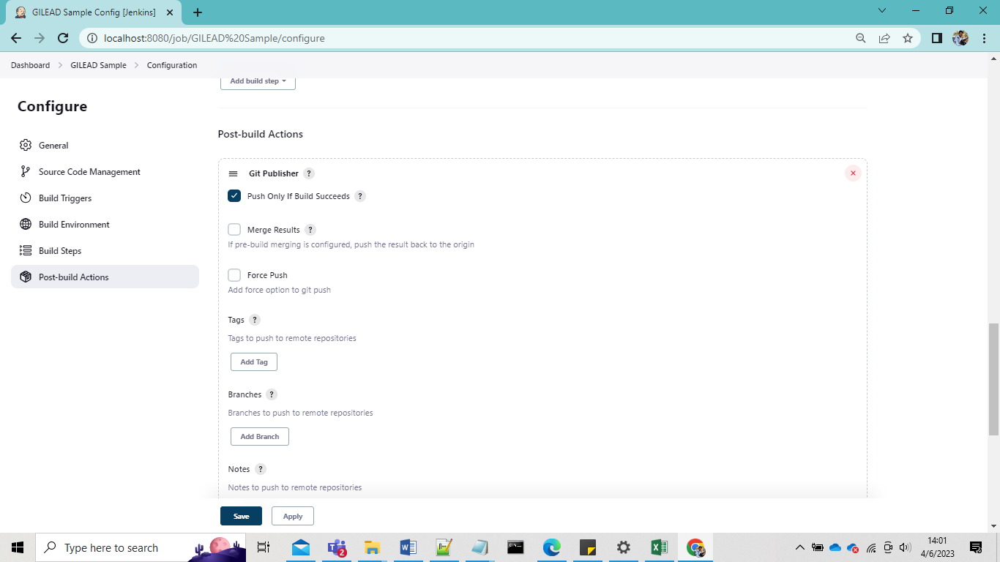 GILEAD Sample Config [Jenkins]
localhost:8080/job/GILEAD%20Sample/configure
Dashboard > GILEAD Sample > Configuration
Add build step
Configure
General
Source Code Management
Build Triggers
Build Environment
Build Steps
Post-build Actions
Post-build Actions
Git Publisher ?
Push Only If Build Succeeds ?
Merge Results ?
If pre-build merging is configured, push the result back to the origin
Force Push
Add force option to git push
Tags ?
Tags to push to remote repositories
Add Tag
Branches ?
Branches to push to remote repositories
Add Branch
Notes ?
Notes to push to remote repositories
Save Apply
Type here to search
2
14:01
4/6/2023